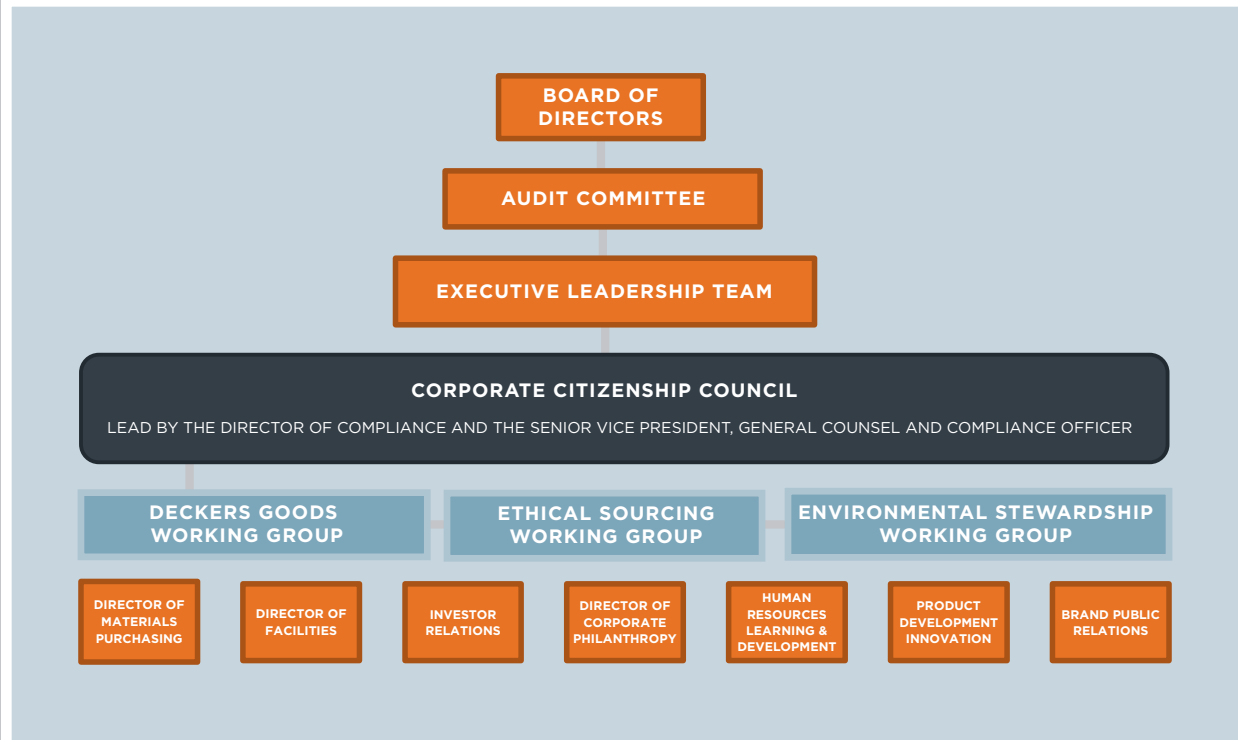 BOARD OF
DIRECTORS
AUDIT COMMITTEE
EXECUTIVE LEADERSHIP TEAM
CORPORATE CITIZENSHIP COUNCIL
LEAD BY THE DIRECTOR OF COMPLIANCE AND THE SENIOR VICE PRESIDENT, GENERAL COUNSEL AND COMPLIANCE OFFICER
DECKERS GOODS
WORKING GROUP
ETHICAL SOURCING
WORKING GROUP
ENVIRONMENTAL STEWARDSHIP
WORKING GROUP
DIRECTOR OF
MATERIALS
PURCHASING
DIRECTOR OF
FACILITIES
INVESTOR
RELATIONS
DIRECTOR OF
CORPORATE
PHILANTHROPY
HUMAN
RESOURCES
LEARNING &
DEVELOPMENT
PRODUCT
DEVELOPMENT
INNOVATION
BRAND PUBLIC
RELATIONS